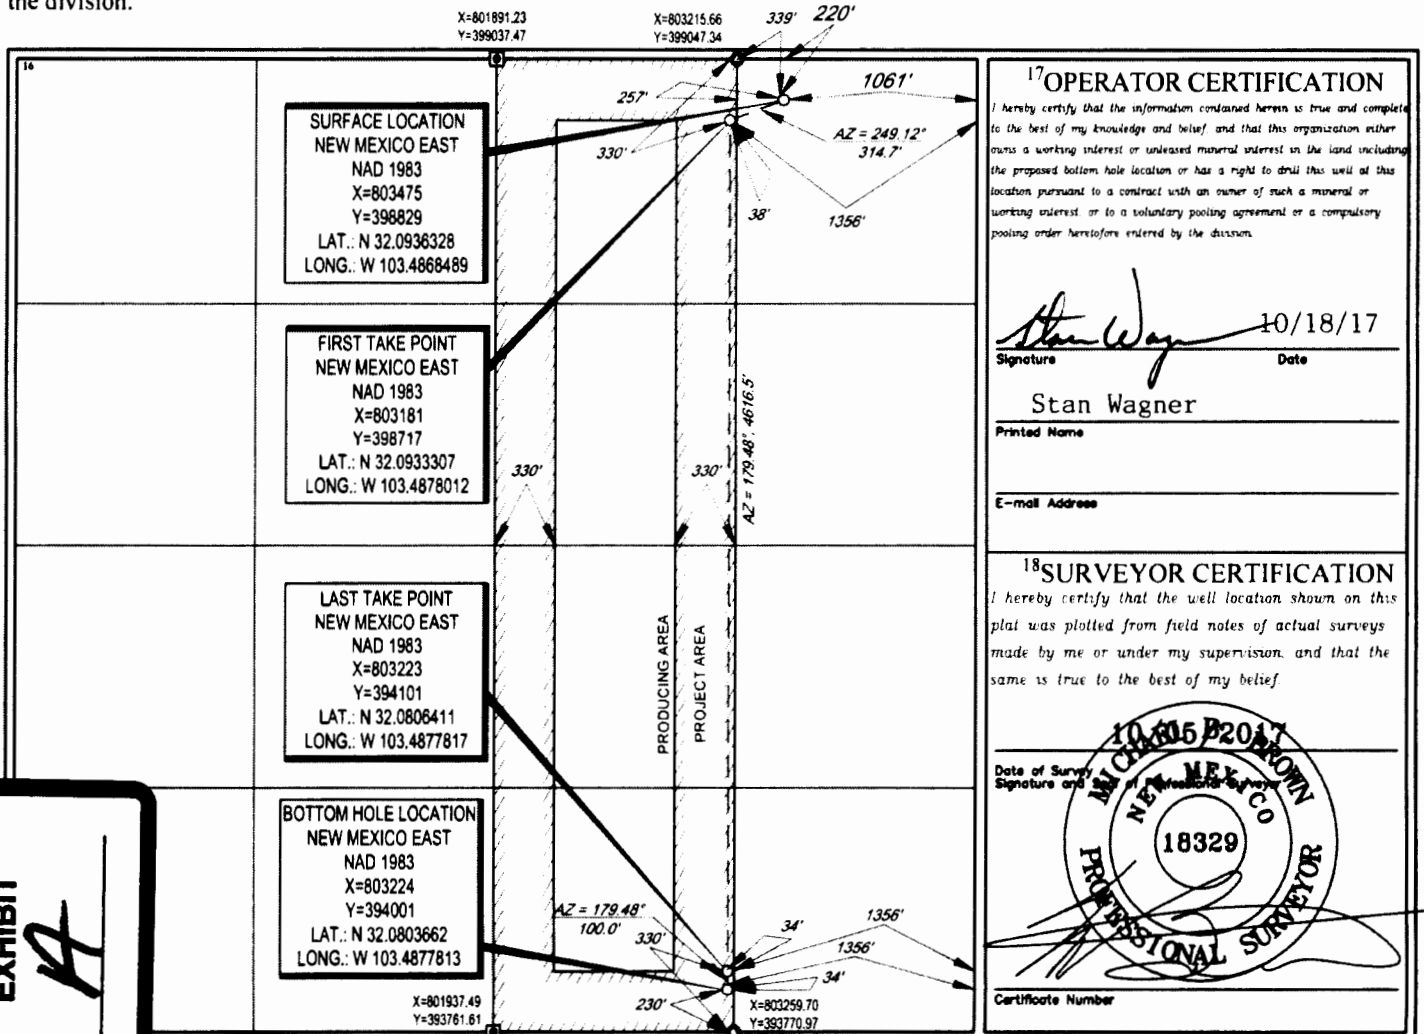 the division.
X=801891.23
Y=399037.47
X=803215.66
Y=399047.34
339'
220'
16
257'
1061'
330'
AZ = 249.12°
314.7'
38'
1356'
SURFACE LOCATION
NEW MEXICO EAST
NAD 1983
X=803475
Y=398829
LAT.: N 32.0936328
LONG.: W 103.4868489
FIRST TAKE POINT
NEW MEXICO EAST
NAD 1983
X=803181
Y=398717
LAT.: N 32.0933307
LONG.: W 103.4878012
330'
330'
AZ = 179.48°, 4616.5'
LAST TAKE POINT
NEW MEXICO EAST
NAD 1983
X=803223
Y=394101
LAT.: N 32.0806411
LONG.: W 103.4877817
PRODUCING AREA
PROJECT AREA
BOTTOM HOLE LOCATION
NEW MEXICO EAST
NAD 1983
X=803224
Y=394001
LAT.: N 32.0803662
LONG.: W 103.4877813
AZ = 179.48°
100.0'
330'
34'
1356'
1356'
34'
230'
X=801937.49
Y=393761.61
X=803259.70
Y=393770.97
EXHIBIT
A
17 OPERATOR CERTIFICATION
I hereby certify that the information contained herein is true and complete
to the best of my knowledge and belief, and that this organization either
owns a working interest or unleased mineral interest in the land including
the proposed bottom hole location or has a right to drill this well at this
location pursuant to a contract with an owner of such a mineral or
working interest, or to a voluntary pooling agreement or a compulsory
pooling order heretofore entered by the division.
Stan Wagner 10/18/17
Signature Date
Stan Wagner
Printed Name
E-mail Address
18 SURVEYOR CERTIFICATION
I hereby certify that the well location shown on this
plat was plotted from field notes of actual surveys
made by me or under my supervision, and that the
same is true to the best of my belief.
10/05/2017
Date of Survey
Signature and Seal of Professional Surveyor
MICHAEL B. BROWN
NEW MEXICO
18329
PROFESSIONAL SURVEYOR
Certificate Number